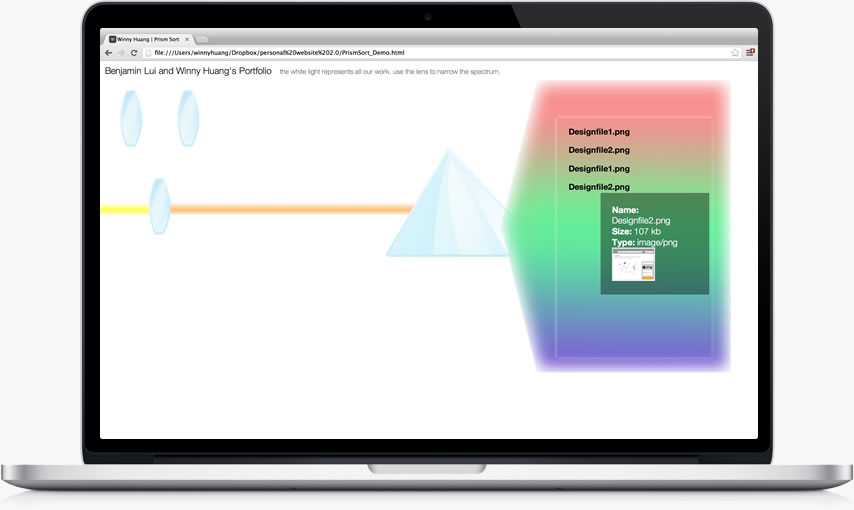 Winny Huang | Prism Sort
file:///Users/winnyhuang/Dropbox/personal%20website%202.0/PrismSort_Demo.html
Benjamin Lui and Winny Huang's Portfolio the white light represents all our work. use the lens to narrow the spectrum.
Designfile1.png
Designfile2.png
Designfile1.png
Designfile2.png
Name:
Designfile2.png
Size: 107 kb
Type: image/png